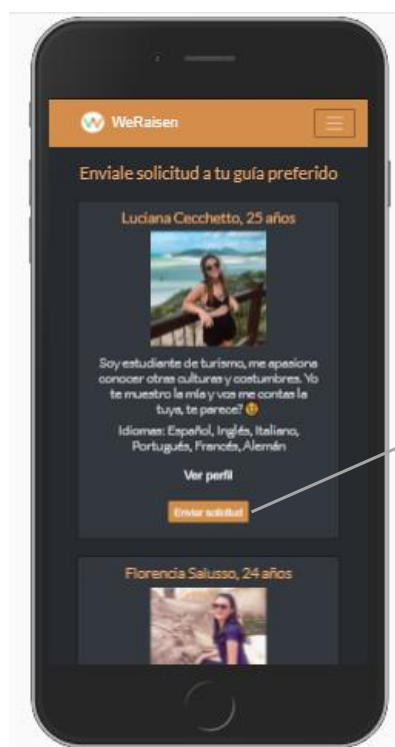 WeRaisen
Enviale solicitud a tu guía preferido
Luciana Cecchetto, 25 años
Soy estudiante de turismo, me apasiona
conocer otras culturas y costumbres. Yo
te muestro la mía y vos me contas la
tuya, te parece? 😃
Idiomas: Español, Inglés, Italiano,
Portugués, Francés, Alemán
Ver perfil
Enviar solicitud
Florencia Salusso, 24 años